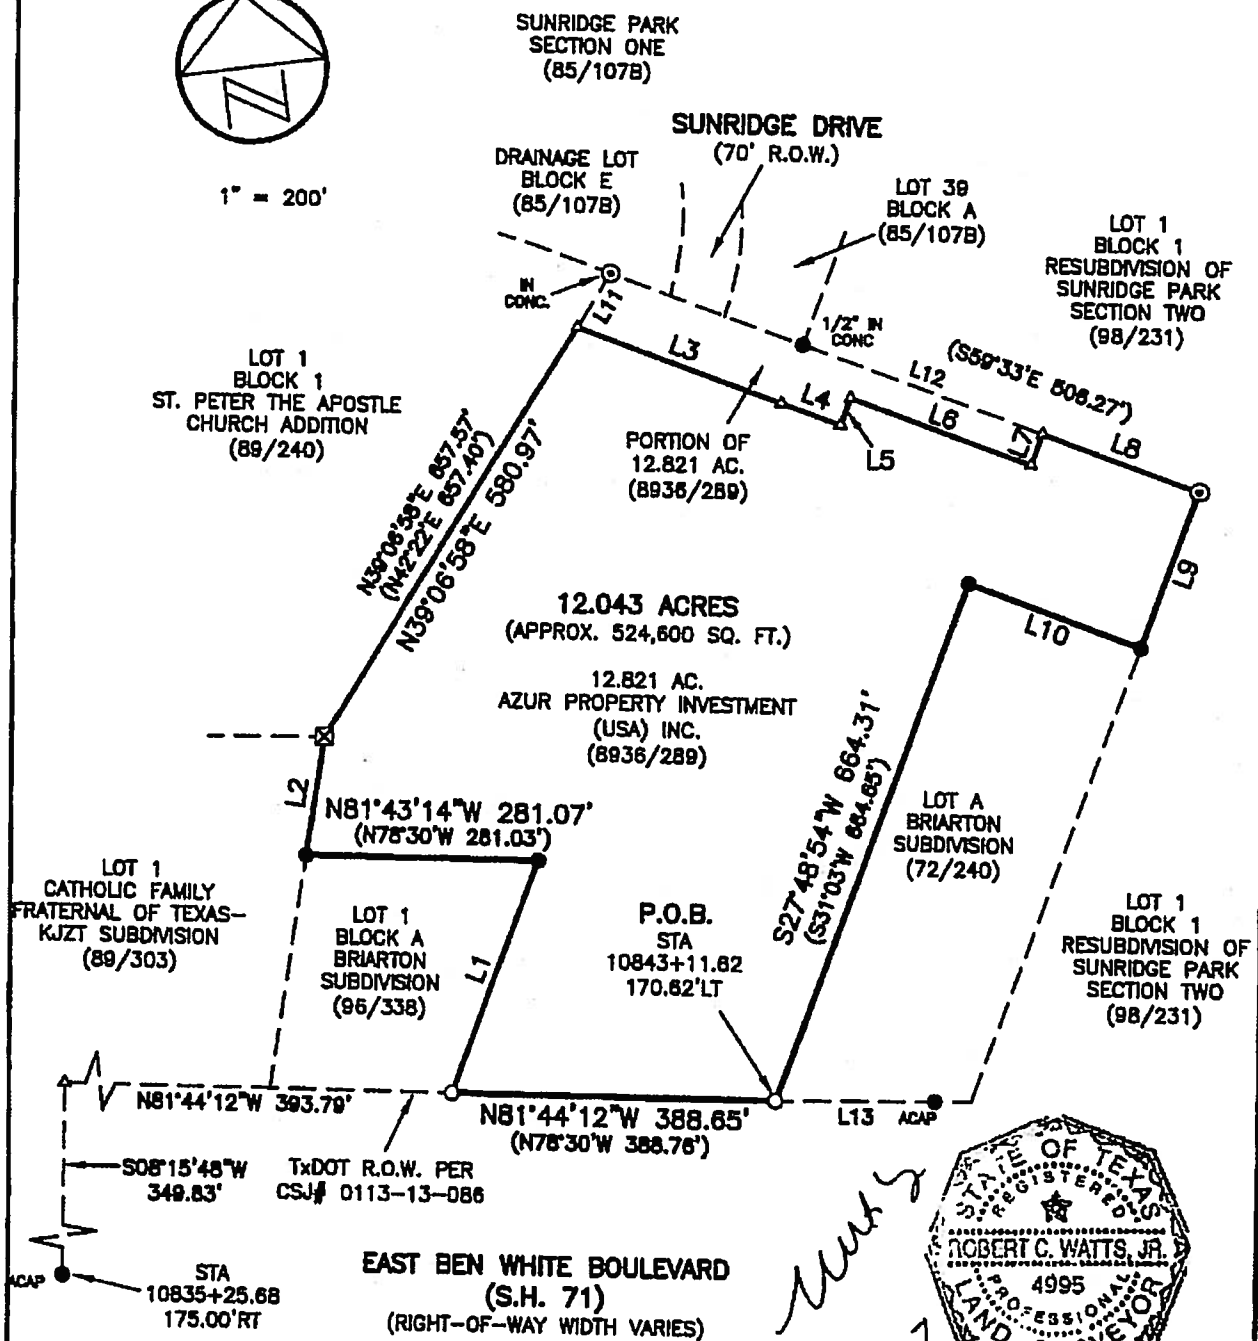 SUNRIDGE PARK
SECTION ONE
(85/107B)
N
1" = 200'
SUNRIDGE DRIVE
(70' R.O.W.)
DRAINAGE LOT
BLOCK E
(85/107B)
LOT 39
BLOCK A
(85/107B)
LOT 1
BLOCK 1
RESUBDIVISION OF
SUNRIDGE PARK
SECTION TWO
(98/231)
IN
CONC.
L11
1/2" IN
CONC
L3
L12
(S59°33'E 506.27')
L4
L5
L6
L7
L8
LOT 1
BLOCK 1
ST. PETER THE APOSTLE
CHURCH ADDITION
(89/240)
PORTION OF
12.821 AC.
(8936/289)
N39°06'58"E 657.57'
(N42°22'E 657.40')
N39°06'58"E 580.97'
L9
L10
12.043 ACRES
(APPROX. 524,600 SQ. FT.)
12.821 AC.
AZUR PROPERTY INVESTMENT
(USA) INC.
(8936/289)
S27°48'54"W 664.31'
(S31°03'W 664.65')
L2
N81°43'14"W 281.07'
(N78°30'W 281.03')
LOT A
BRIARTON
SUBDIVISION
(72/240)
LOT 1
CATHOLIC FAMILY
FRATERNAL OF TEXAS-
KJZT SUBDIVISION
(89/303)
LOT 1
BLOCK A
BRIARTON
SUBDIVISION
(96/338)
L1
P.O.B.
STA
10843+11.62
170.62'LT
LOT 1
BLOCK 1
RESUBDIVISION OF
SUNRIDGE PARK
SECTION TWO
(98/231)
N81°44'12"W 393.79'
N81°44'12"W 388.65'
(N78°30'W 388.76')
L13
ACAP
S08°15'48"W
349.83'
TxDOT R.O.W. PER
CSJ# 0113-13-086
ACAP
STA
10835+25.68
175.00'RT
EAST BEN WHITE BOULEVARD
(S.H. 71)
(RIGHT-OF-WAY WIDTH VARIES)
STATE OF TEXAS
REGISTERED
ROBERT C. WATTS, JR.
4995
PROFESSIONAL
LAND SURVEYOR